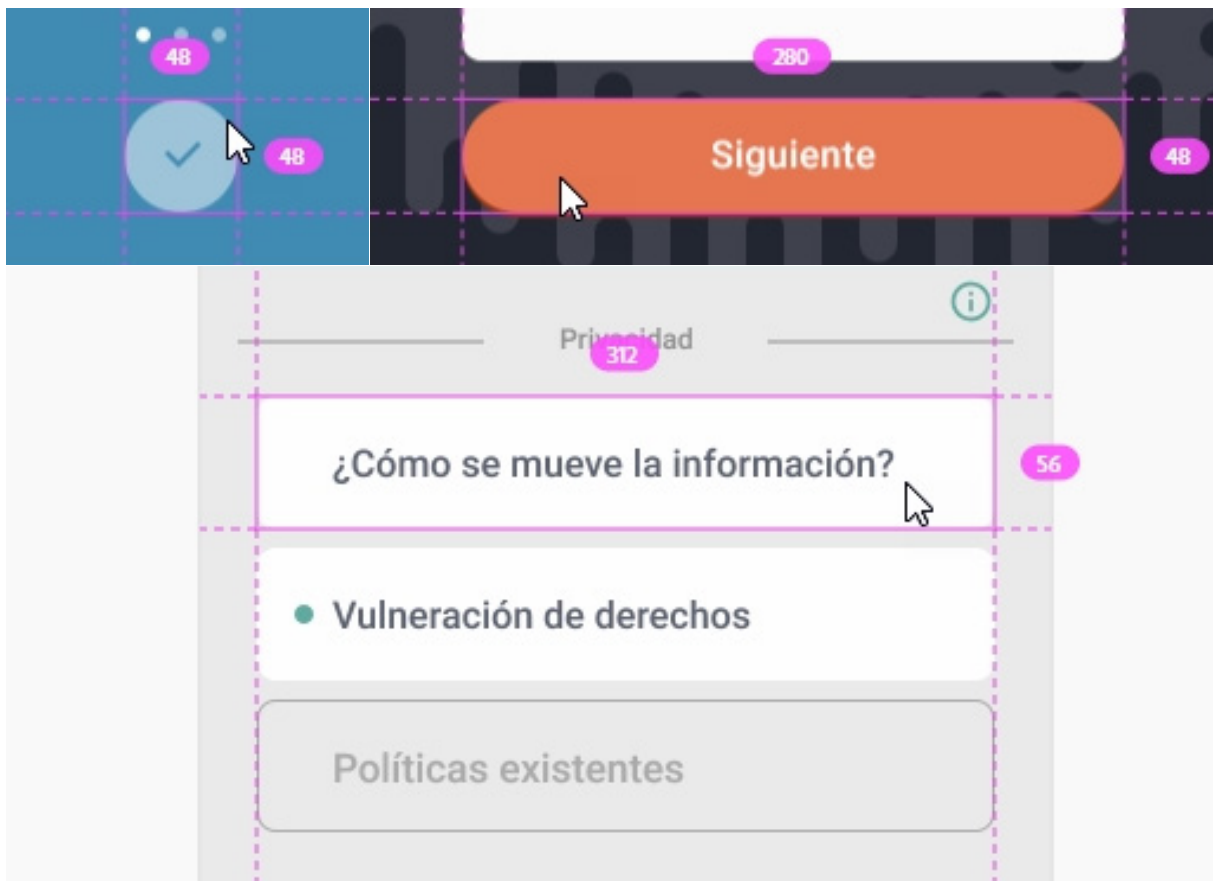 48
48
280
Siguiente
48
Privacidad
312
¿Cómo se mueve la información?
56
Vulneración de derechos
Políticas existentes